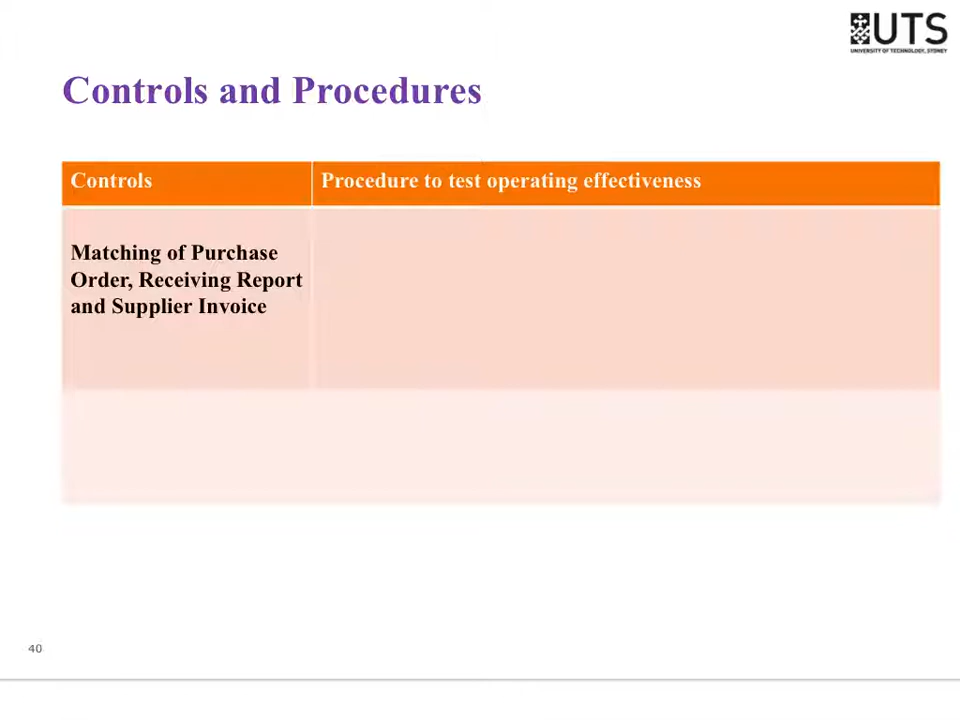 UTS
UNIVERSITY OF TECHNOLOGY, SYDNEY
Controls and Procedures
Controls
Procedure to test operating effectiveness
Matching of Purchase
Order, Receiving Report
and Supplier Invoice
40